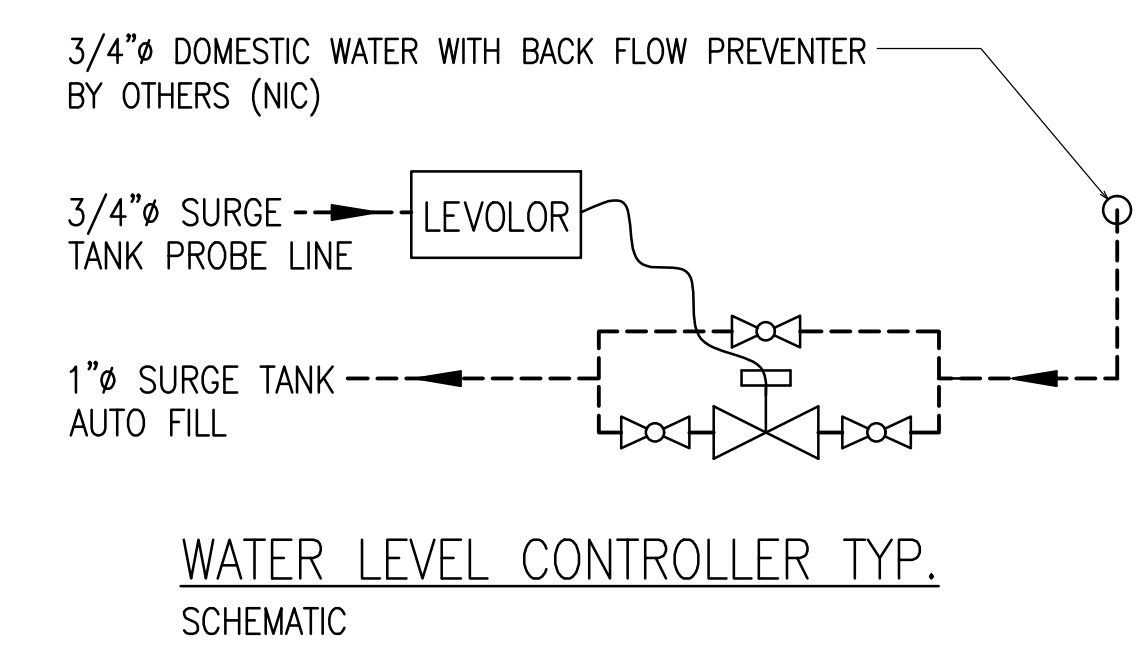 3/4"ø DOMESTIC WATER WITH BACK FLOW PREVENTER
BY OTHERS (NIC)
3/4"ø SURGE
TANK PROBE LINE
LEVOLOR
1"ø SURGE TANK
AUTO FILL
WATER LEVEL CONTROLLER TYP.
SCHEMATIC